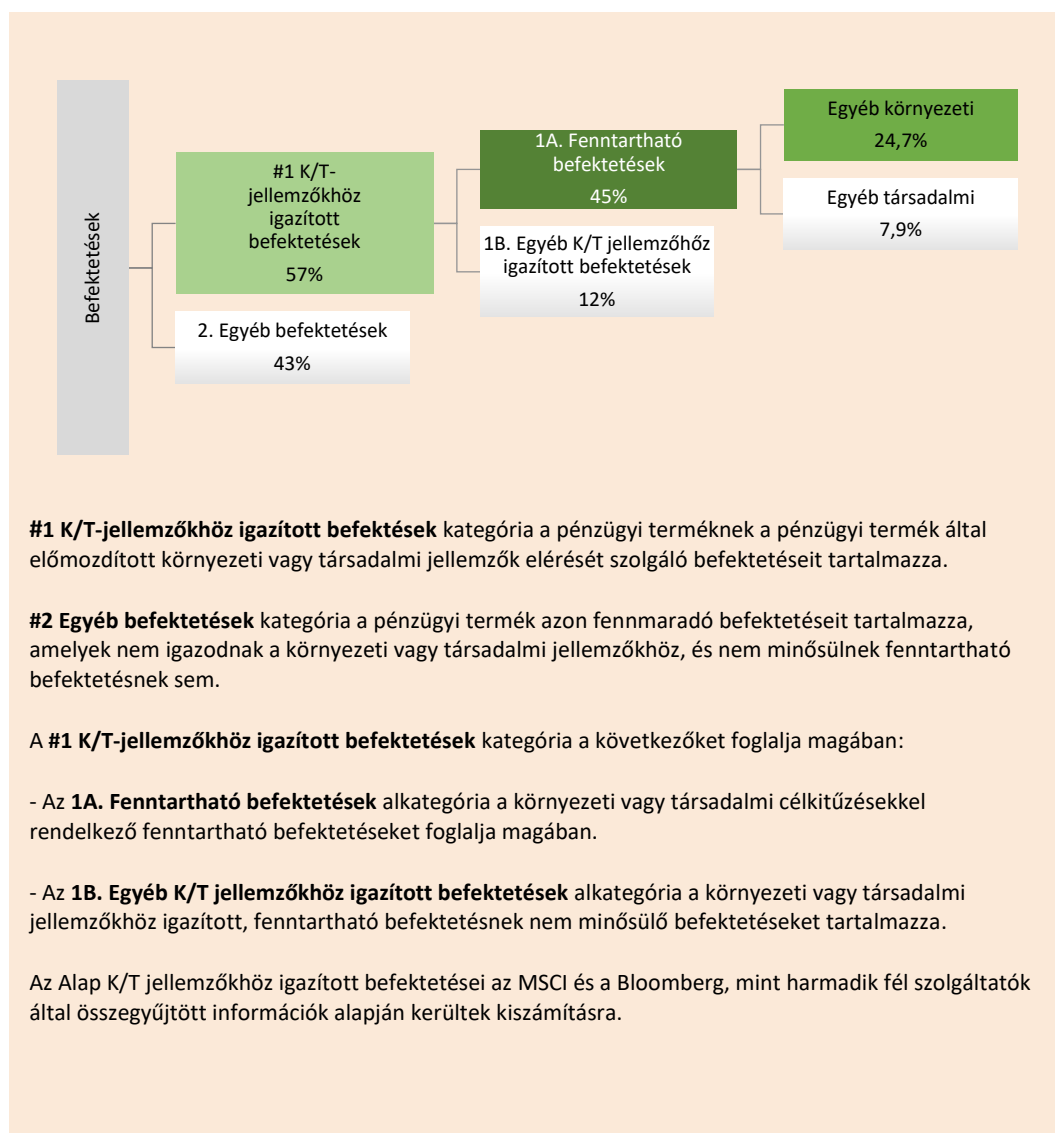 Befektetések
#1 K/T-
jellemzőkhöz
igazított
befektetések
57%
2. Egyéb befektetések
43%
1A. Fenntartható
befektetések
45%
1B. Egyéb K/T jellemzőhőz
igazított befektetések
12%
Egyéb környezeti
24,7%
Egyéb társadalmi
7,9%
#1 K/T-jellemzőkhöz igazított befektések kategória a pénzügyi terméknek a pénzügyi termék által
előmozdított környezeti vagy társadalmi jellemzők elérését szolgáló befektetéseit tartalmazza.
#2 Egyéb befektetések kategória a pénzügyi termék azon fennmaradó befektetéseit tartalmazza,
amelyek nem igazodnak a környezeti vagy társadalmi jellemzőkhöz, és nem minősülnek fenntartható
befektetésnek sem.
A #1 K/T-jellemzőkhöz igazított befektetések kategória a következőket foglalja magában:
- Az 1A. Fenntartható befektetések alkategória a környezeti vagy társadalmi célkitűzésekkel
rendelkező fenntartható befektetéseket foglalja magában.
- Az 1B. Egyéb K/T jellemzőkhöz igazított befektetések alkategória a környezeti vagy társadalmi
jellemzőkhöz igazított, fenntartható befektetésnek nem minősülő befektetéseket tartalmazza.
Az Alap K/T jellemzőkhöz igazított befektetései az MSCI és a Bloomberg, mint harmadik fél szolgáltatók
által összegyűjtött információk alapján kerültek kiszámításra.